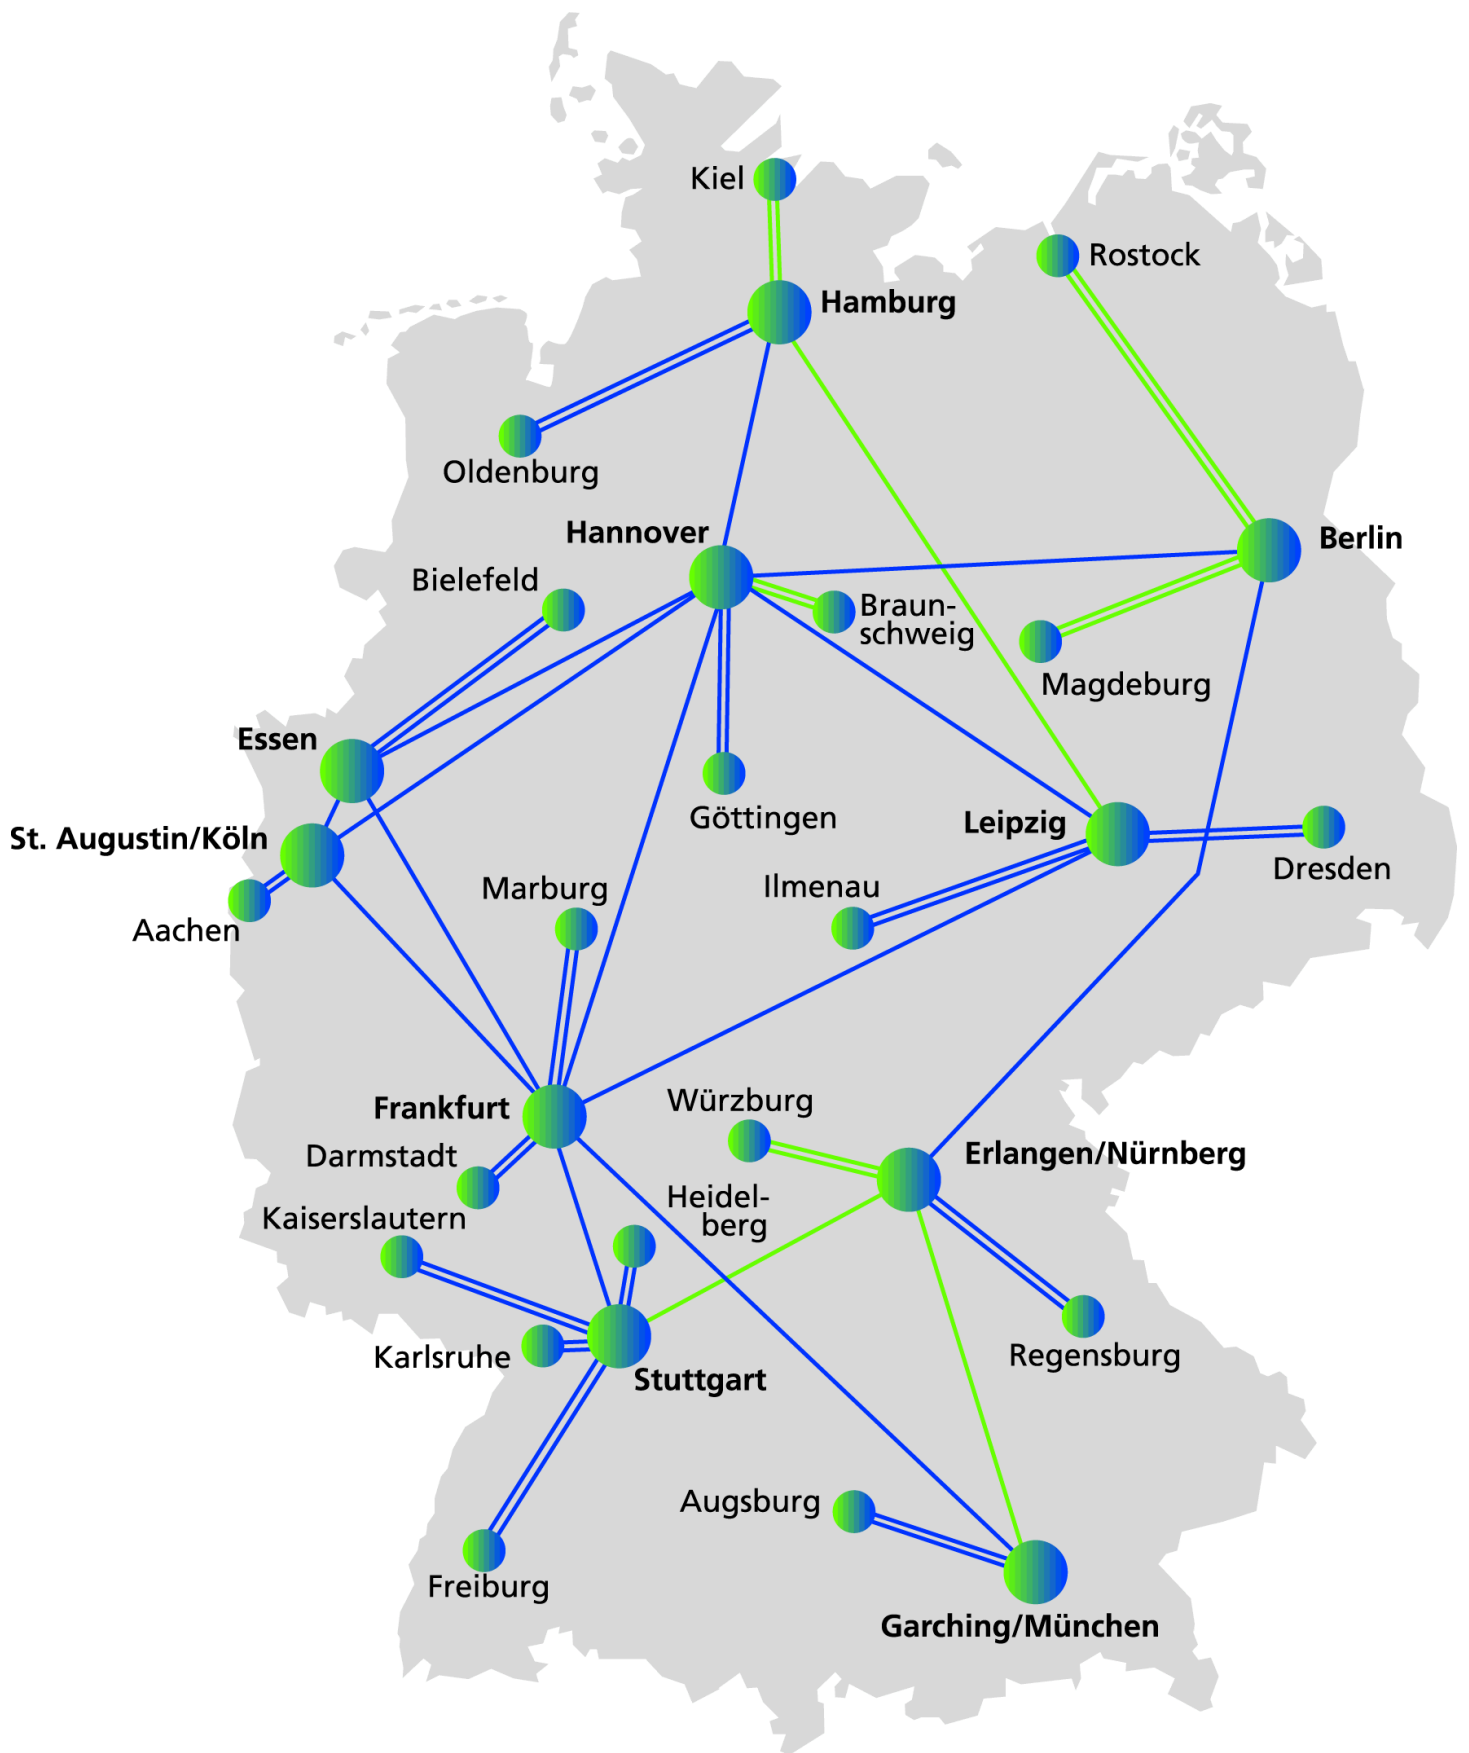 Kiel
Rostock
Hamburg
Oldenburg
Hannover
Berlin
Bielefeld
Braun-
schweig
Magdeburg
Essen
Göttingen
Leipzig
St. Augustin/Köln
Dresden
Ilmenau
Marburg
Aachen
Würzburg
Frankfurt
Erlangen/Nürnberg
Darmstadt
Heidel-
berg
Kaiserslautern
Karlsruhe
Regensburg
Stuttgart
Augsburg
Freiburg
Garching/München